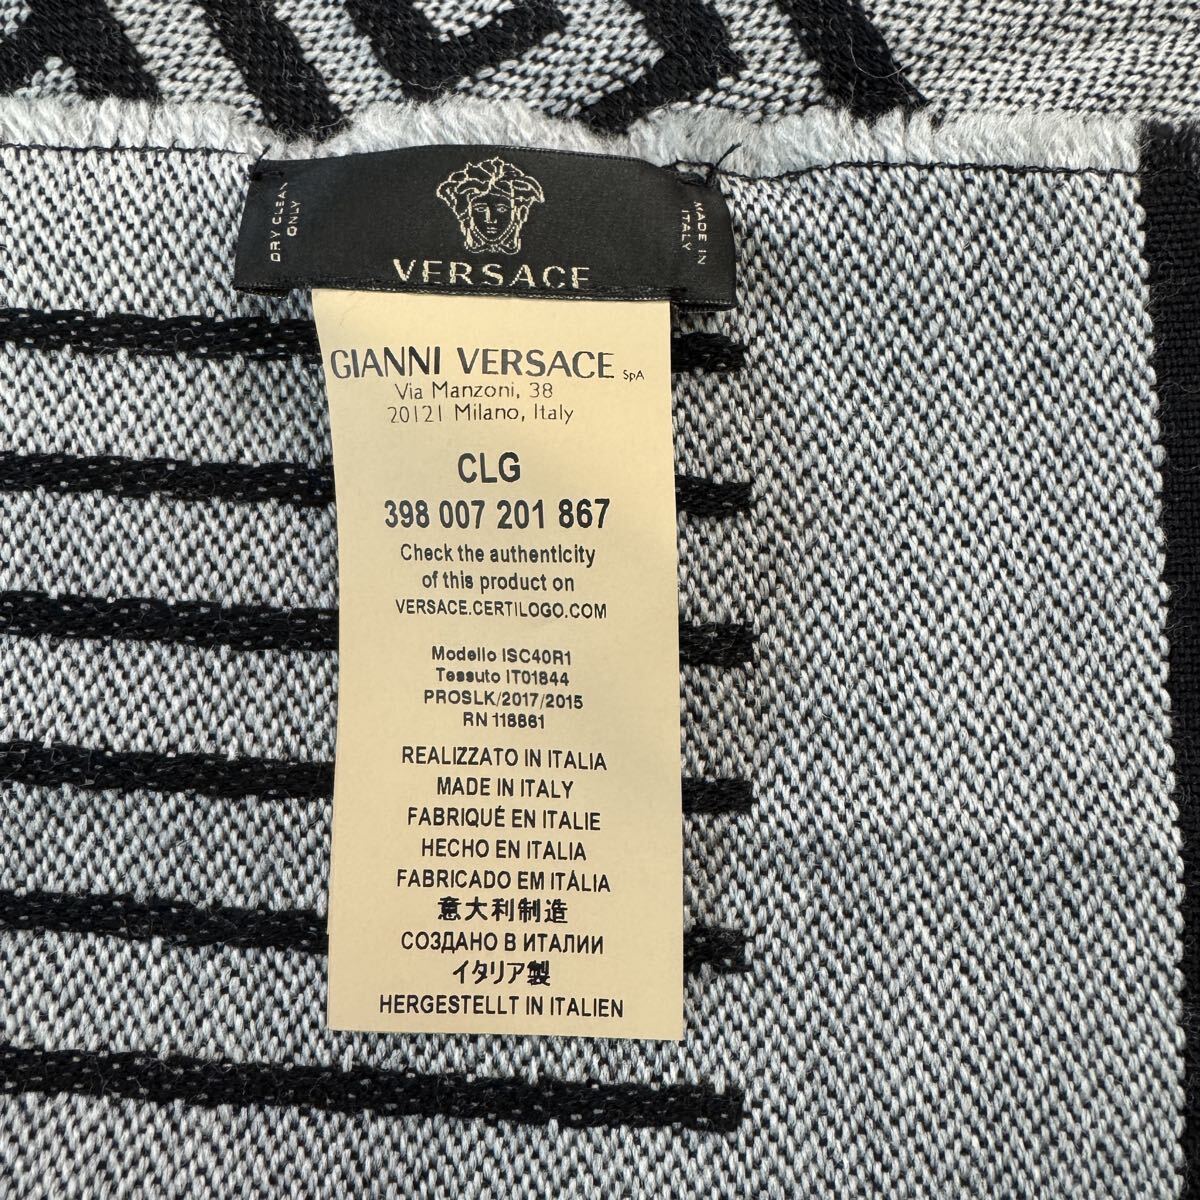 DRY CLEAN
ONLY
VERSACE
MADE IN
ITALY
GIANNI VERSACE SpA
Via Manzoni, 38
20121 Milano, Italy
CLG
398 007 201 867
Check the authenticity
of this product on
VERSACE.CERTILOGO.COM
Modello ISC40R1
Tessuto IT01844
PROSLK/2017/2015
RN 118861
REALIZZATO IN ITALIA
MADE IN ITALY
FABRIQUÉ EN ITALIE
HECHO EN ITALIA
FABRICADO EM ITÁLIA
意大利制造
СОЗДАНО В ИТАЛИИ
イタリア製
HERGESTELLT IN ITALIEN